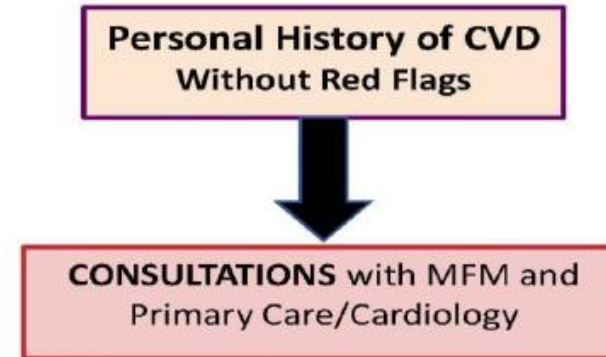 Personal History of CVD
Without Red Flags
CONSULTATIONS with MFM and
Primary Care/Cardiology